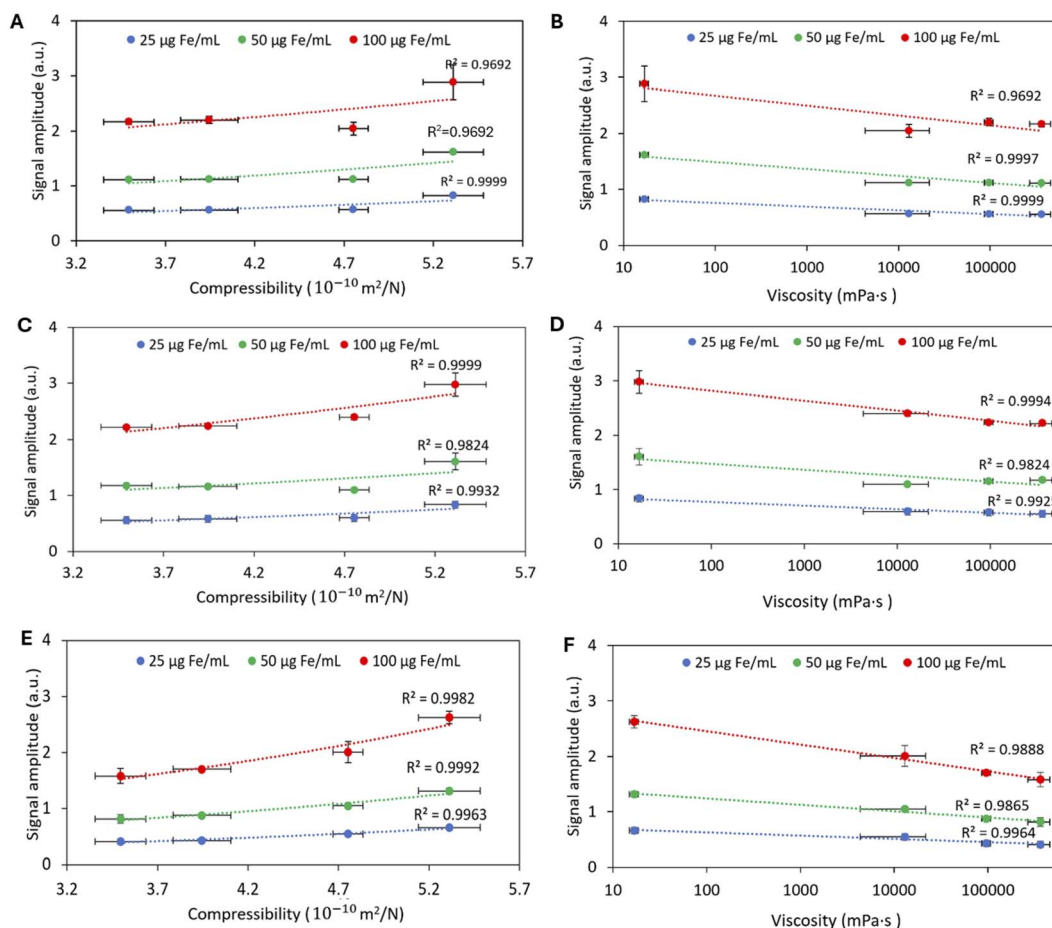 A
25 µg Fe/mL 50 µg Fe/mL 100 µg Fe/mL
Signal amplitude (a.u.)
4
3
2
1
0
R² = 0.9692
R²=0.9692
R² = 0.9999
3.2 3.7 4.2 4.7 5.2 5.7
Compressibility (10⁻¹⁰ m²/N)
B
25 µg Fe/mL 50 µg Fe/mL 100 µg Fe/mL
Signal amplitude (a.u.)
4
3
2
1
0
R² = 0.9692
R² = 0.9997
R² = 0.9999
10 100 1000 10000 100000
Viscosity (mPa·s)
C
25 µg Fe/mL 50 µg Fe/mL 100 µg Fe/mL
Signal amplitude (a.u.)
4
3
2
1
0
R² = 0.9999
R² = 0.9824
R² = 0.9932
3.2 3.7 4.2 4.7 5.2 5.7
Compressibility (10⁻¹⁰ m²/N)
D
25 µg Fe/mL 50 µg Fe/mL 100 µg Fe/mL
Signal amplitude (a.u.)
4
3
2
1
0
R² = 0.9994
R² = 0.9824
R² = 0.992
10 100 1000 10000 100000
Viscosity (mPa·s )
E
25 µg Fe/mL 50 µg Fe/mL 100 µg Fe/mL
Signal amplitude (a.u.)
4
3
2
1
0
R² = 0.9982
R² = 0.9992
R² = 0.9963
3.2 3.7 4.2 4.7 5.2 5.7
Compressibility (10⁻¹⁰ m²/N)
F
25 µg Fe/mL 50 µg Fe/mL 100 µg Fe/mL
Signal amplitude (a.u.)
4
3
2
1
0
R² = 0.9888
R² = 0.9865
R² = 0.9964
10 100 1000 10000 100000
Viscosity (mPa·s )